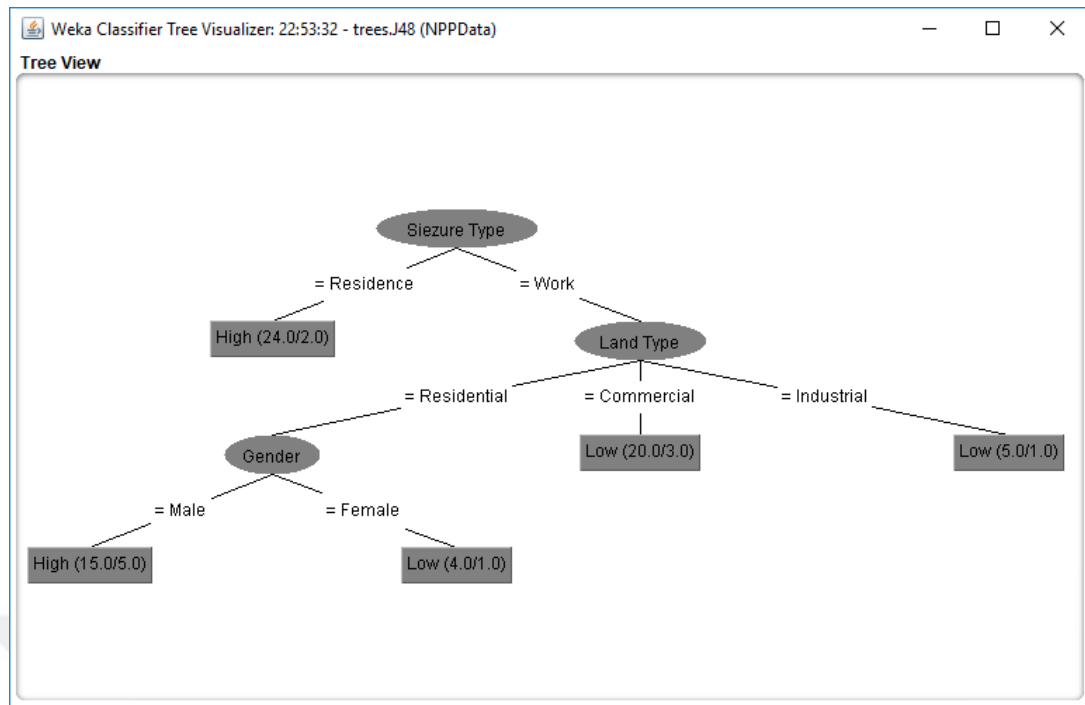 Weka Classifier Tree Visualizer: 22:53:32 - trees.J48 (NPPData)
Tree View
Siezure Type
= Residence
= Work
High (24.0/2.0)
Land Type
= Residential
= Commercial
= Industrial
Gender
Low (20.0/3.0)
Low (5.0/1.0)
= Male
= Female
High (15.0/5.0)
Low (4.0/1.0)